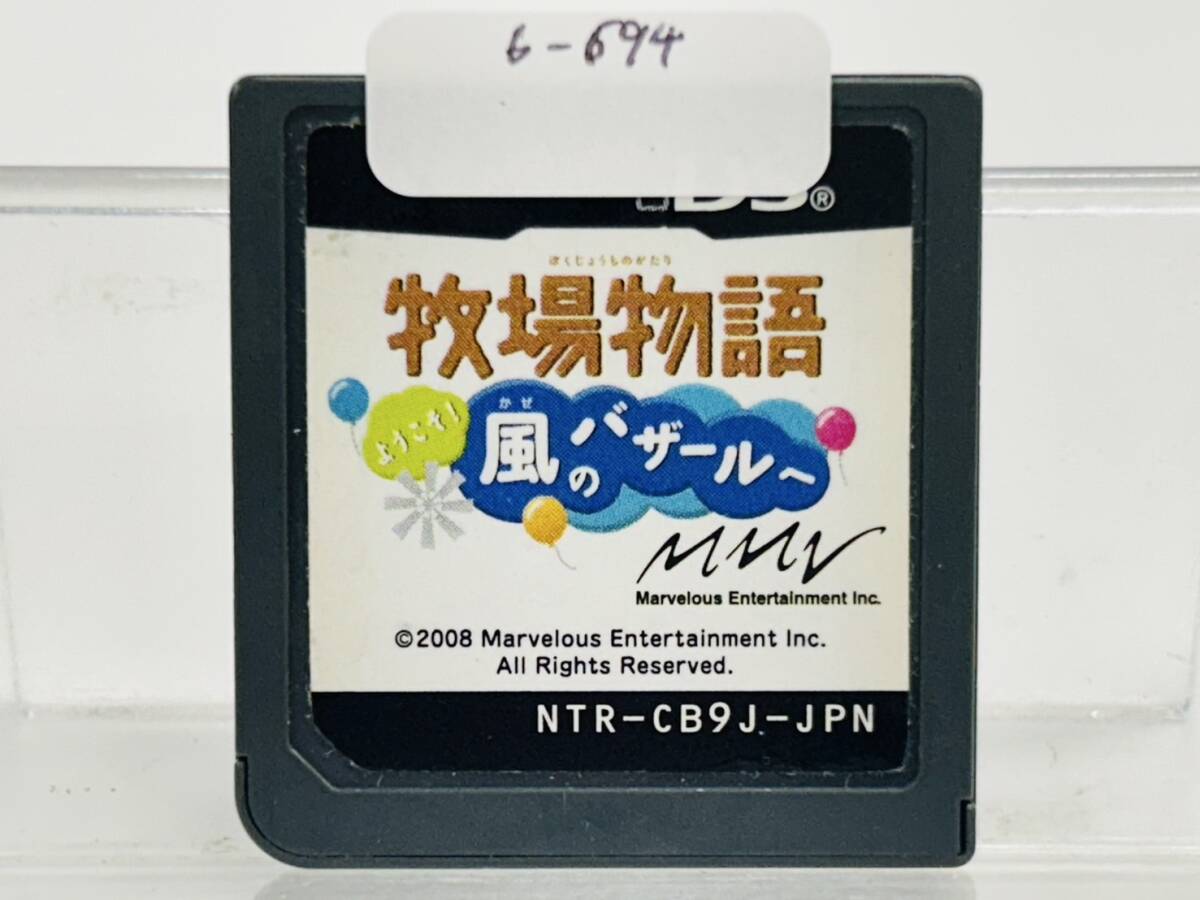 6-694
DS®
ぼくじょうものがたり
牧場物語
ようこそ!
かぜ
風のバザールへ
MMV
Marvelous Entertainment Inc.
©2008 Marvelous Entertainment Inc.
All Rights Reserved.
NTR-CB9J-JPN